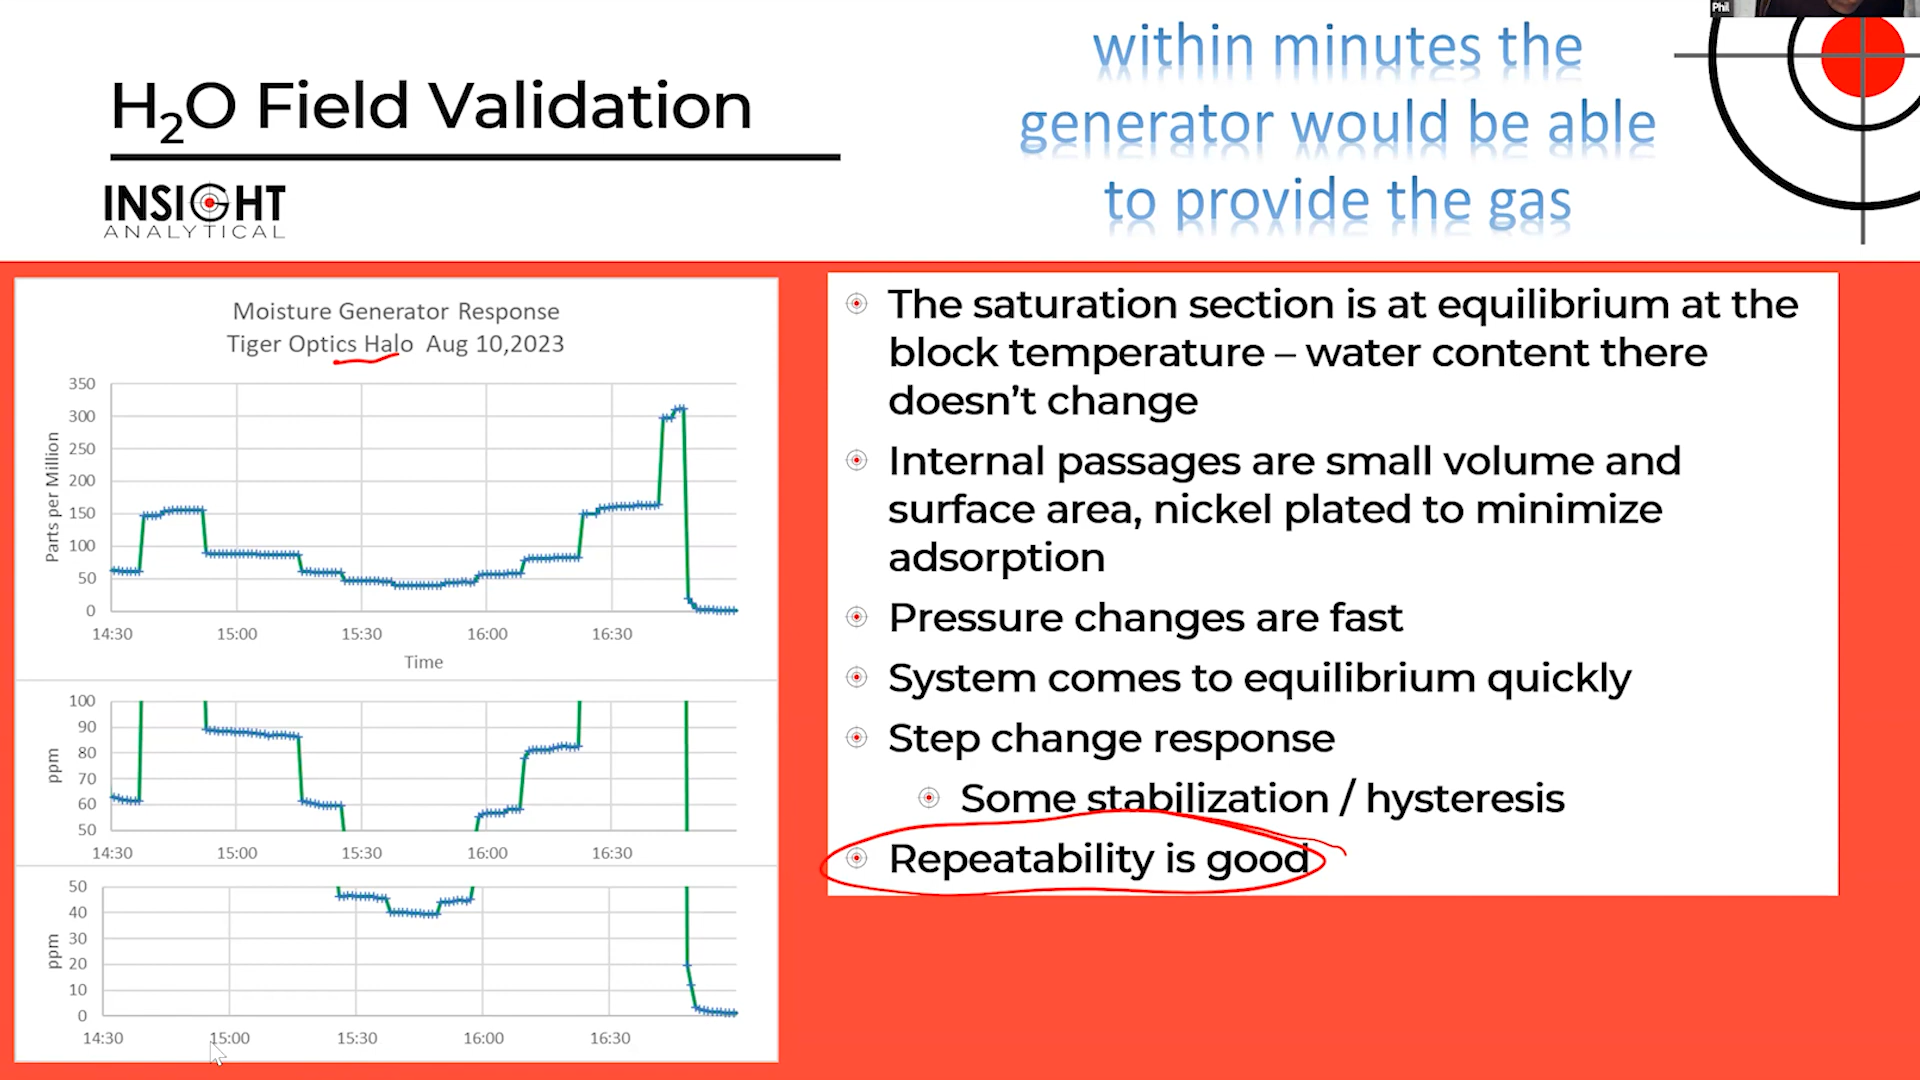 Phil
within minutes the
generator would be able
to provide the gas
H₂O Field Validation
INSIGHT
ANALYTICAL
Moisture Generator Response
Tiger Optics Halo Aug 10,2023
Parts per Million
350
300
250
200
150
100
50
0
14:30 15:00 15:30 16:00 16:30
Time
ppm
100
90
80
70
60
50
14:30 15:00 15:30 16:00 16:30
ppm
50
40
30
20
10
0
14:30 15:00 15:30 16:00 16:30
The saturation section is at equilibrium at the
block temperature – water content there
doesn't change
Internal passages are small volume and
surface area, nickel plated to minimize
adsorption
Pressure changes are fast
System comes to equilibrium quickly
Step change response
Some stabilization / hysteresis
Repeatability is good